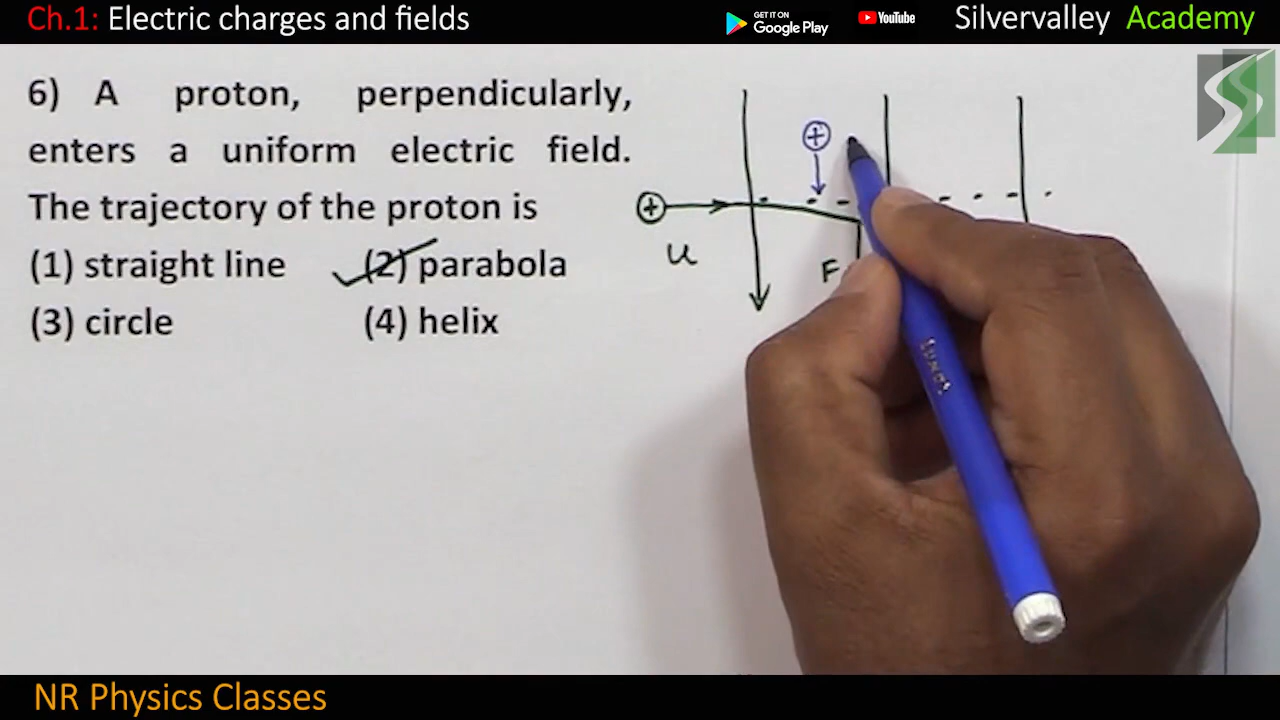 Ch.1: Electric charges and fields
GET IT ON
Google Play
YouTube
Silvervalley Academy
6) A proton, perpendicularly,
enters a uniform electric field.
The trajectory of the proton is
(1) straight line (2) parabola
(3) circle (4) helix
+
+
u
F
NR Physics Classes